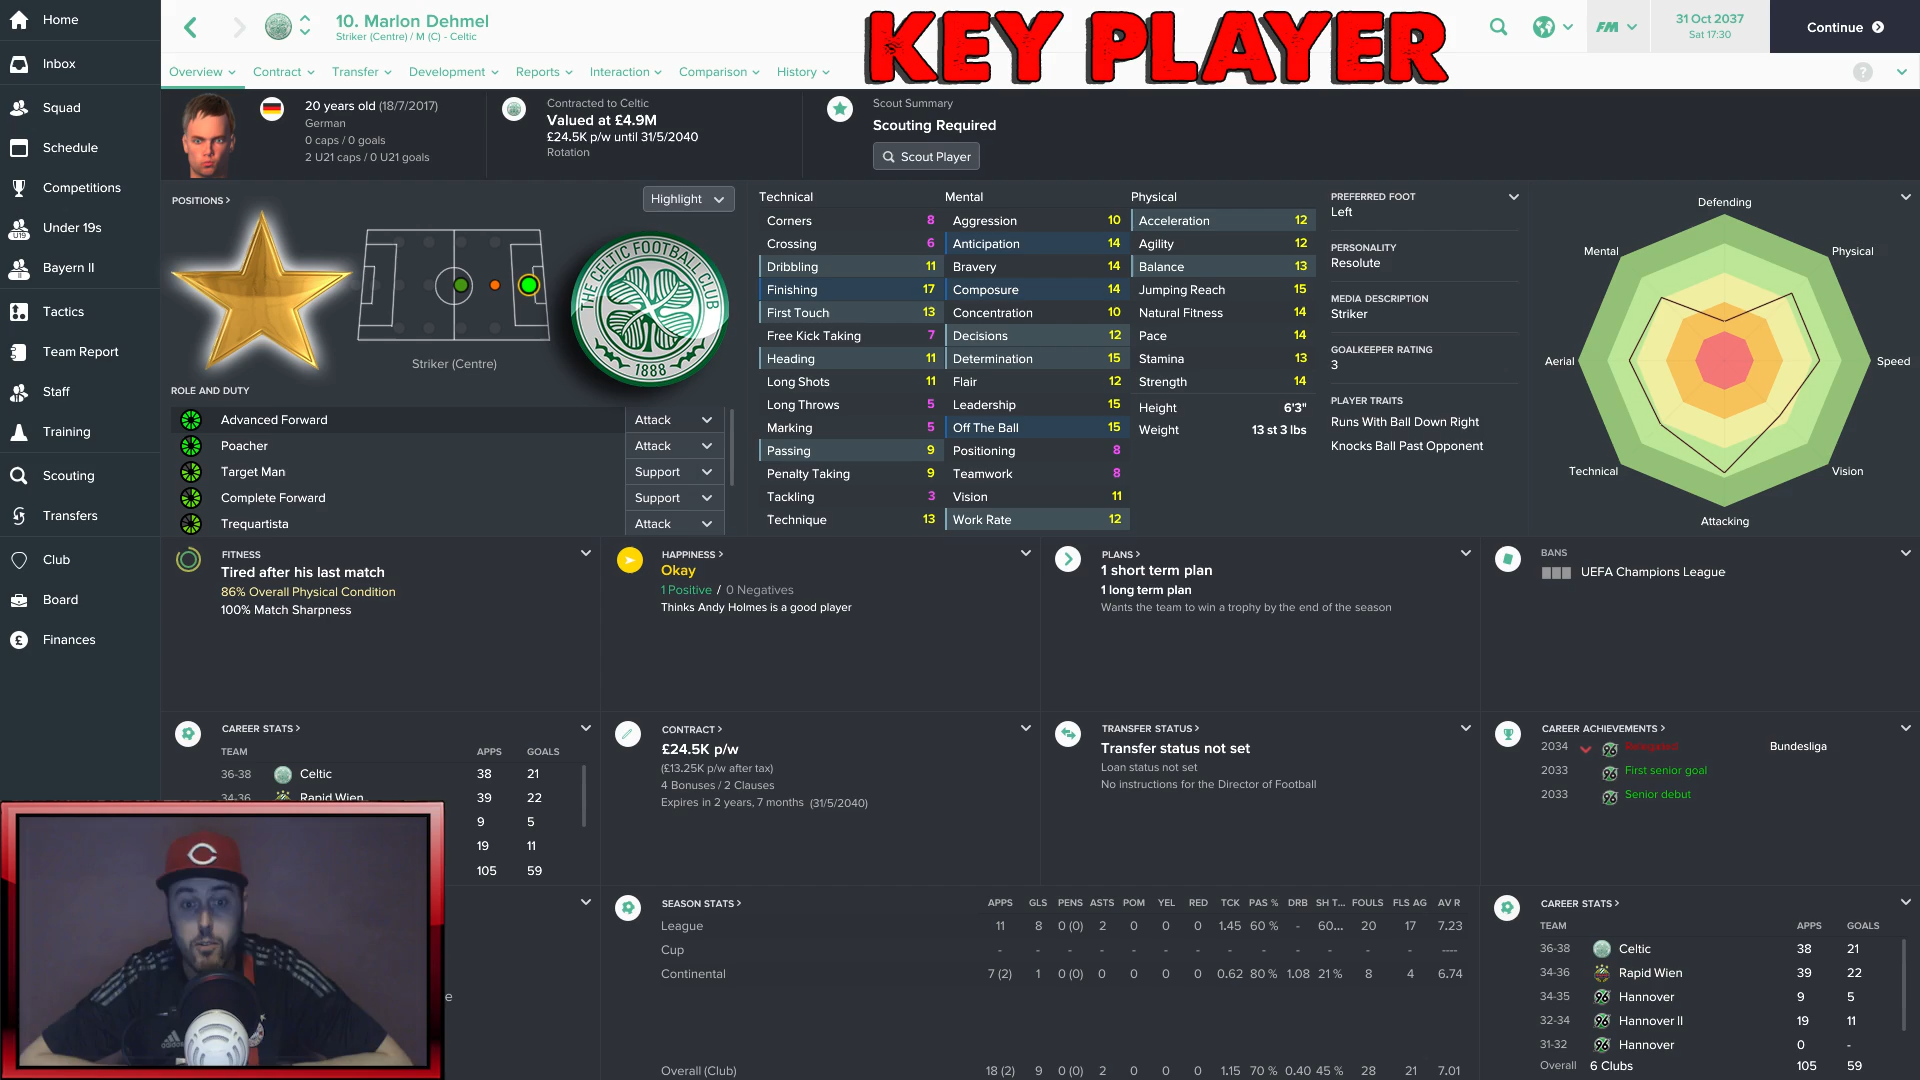 Home
Inbox
Squad
Schedule
Competitions
Under 19s
Bayern II
Tactics
Team Report
Staff
Training
Scouting
Transfers
Club
Board
Finances
10. Marlon Dehmel
Striker (Centre) / M (C) - Celtic
KEY PLAYER
FM
31 Oct 2037
Sat 17:30
Continue
Overview Contract Transfer Development Reports Interaction Comparison History
?
20 years old (18/7/2017)
German
0 caps / 0 goals
2 U21 caps / 0 U21 goals
Contracted to Celtic
Valued at £4.9M
£24.5K p/w until 31/5/2040
Rotation
Scout Summary
Scouting Required
Scout Player
POSITIONS >
Highlight
THE CELTIC FOOTBALL CLUB
1888
Striker (Centre)
ROLE AND DUTY
Advanced Forward Attack
Poacher Attack
Target Man Support
Complete Forward Support
Trequartista Attack
Technical
Corners 8
Crossing 6
Dribbling 11
Finishing 17
First Touch 13
Free Kick Taking 7
Heading 11
Long Shots 11
Long Throws 5
Marking 5
Passing 9
Penalty Taking 9
Tackling 3
Technique 13
Mental
Aggression 10
Anticipation 14
Bravery 14
Composure 14
Concentration 10
Decisions 12
Determination 15
Flair 12
Leadership 15
Off The Ball 15
Positioning 8
Teamwork 8
Vision 11
Work Rate 12
Physical
Acceleration 12
Agility 12
Balance 13
Jumping Reach 15
Natural Fitness 14
Pace 14
Stamina 13
Strength 14
Height 6'3"
Weight 13 st 3 lbs
PREFERRED FOOT
Left
PERSONALITY
Resolute
MEDIA DESCRIPTION
Striker
GOALKEEPER RATING
3
PLAYER TRAITS
Runs With Ball Down Right
Knocks Ball Past Opponent
Defending
Physical
Speed
Vision
Attacking
Technical
Aerial
Mental
FITNESS
Tired after his last match
86% Overall Physical Condition
100% Match Sharpness
HAPPINESS >
Okay
1 Positive / 0 Negatives
Thinks Andy Holmes is a good player
PLANS >
1 short term plan
1 long term plan
Wants the team to win a trophy by the end of the season
BANS
UEFA Champions League
CAREER STATS >
TEAM APPS GOALS
36-38 Celtic 38 21
34-36 Rapid Wien 39 22
9 5
19 11
105 59
CONTRACT >
£24.5K p/w
(£13.25K p/w after tax)
4 Bonuses / 2 Clauses
Expires in 2 years, 7 months (31/5/2040)
TRANSFER STATUS >
Transfer status not set
Loan status not set
No instructions for the Director of Football
CAREER ACHIEVEMENTS >
2034 Relegated Bundesliga
2033 First senior goal
2033 Senior debut
C
adidas
e
SEASON STATS > APPS GLS PENS ASTS POM YEL RED TCK PAS % DRB SH T... FOULS FLS AG AV R
League 11 8 0 (0) 2 0 0 0 1.45 60 % - 60... 20 17 7.23
Cup - - - - - - - - - - - - - ----
Continental 7 (2) 1 0 (0) 0 0 0 0 0.62 80 % 1.08 21 % 8 4 6.74
Overall (Club) 18 (2) 9 0 (0) 2 0 0 0 1.15 70 % 0.40 45 % 28 21 7.01
CAREER STATS >
TEAM APPS GOALS
36-38 Celtic 38 21
34-36 Rapid Wien 39 22
34-35 Hannover 9 5
32-34 Hannover II 19 11
31-32 Hannover 0 -
Overall 6 Clubs 105 59